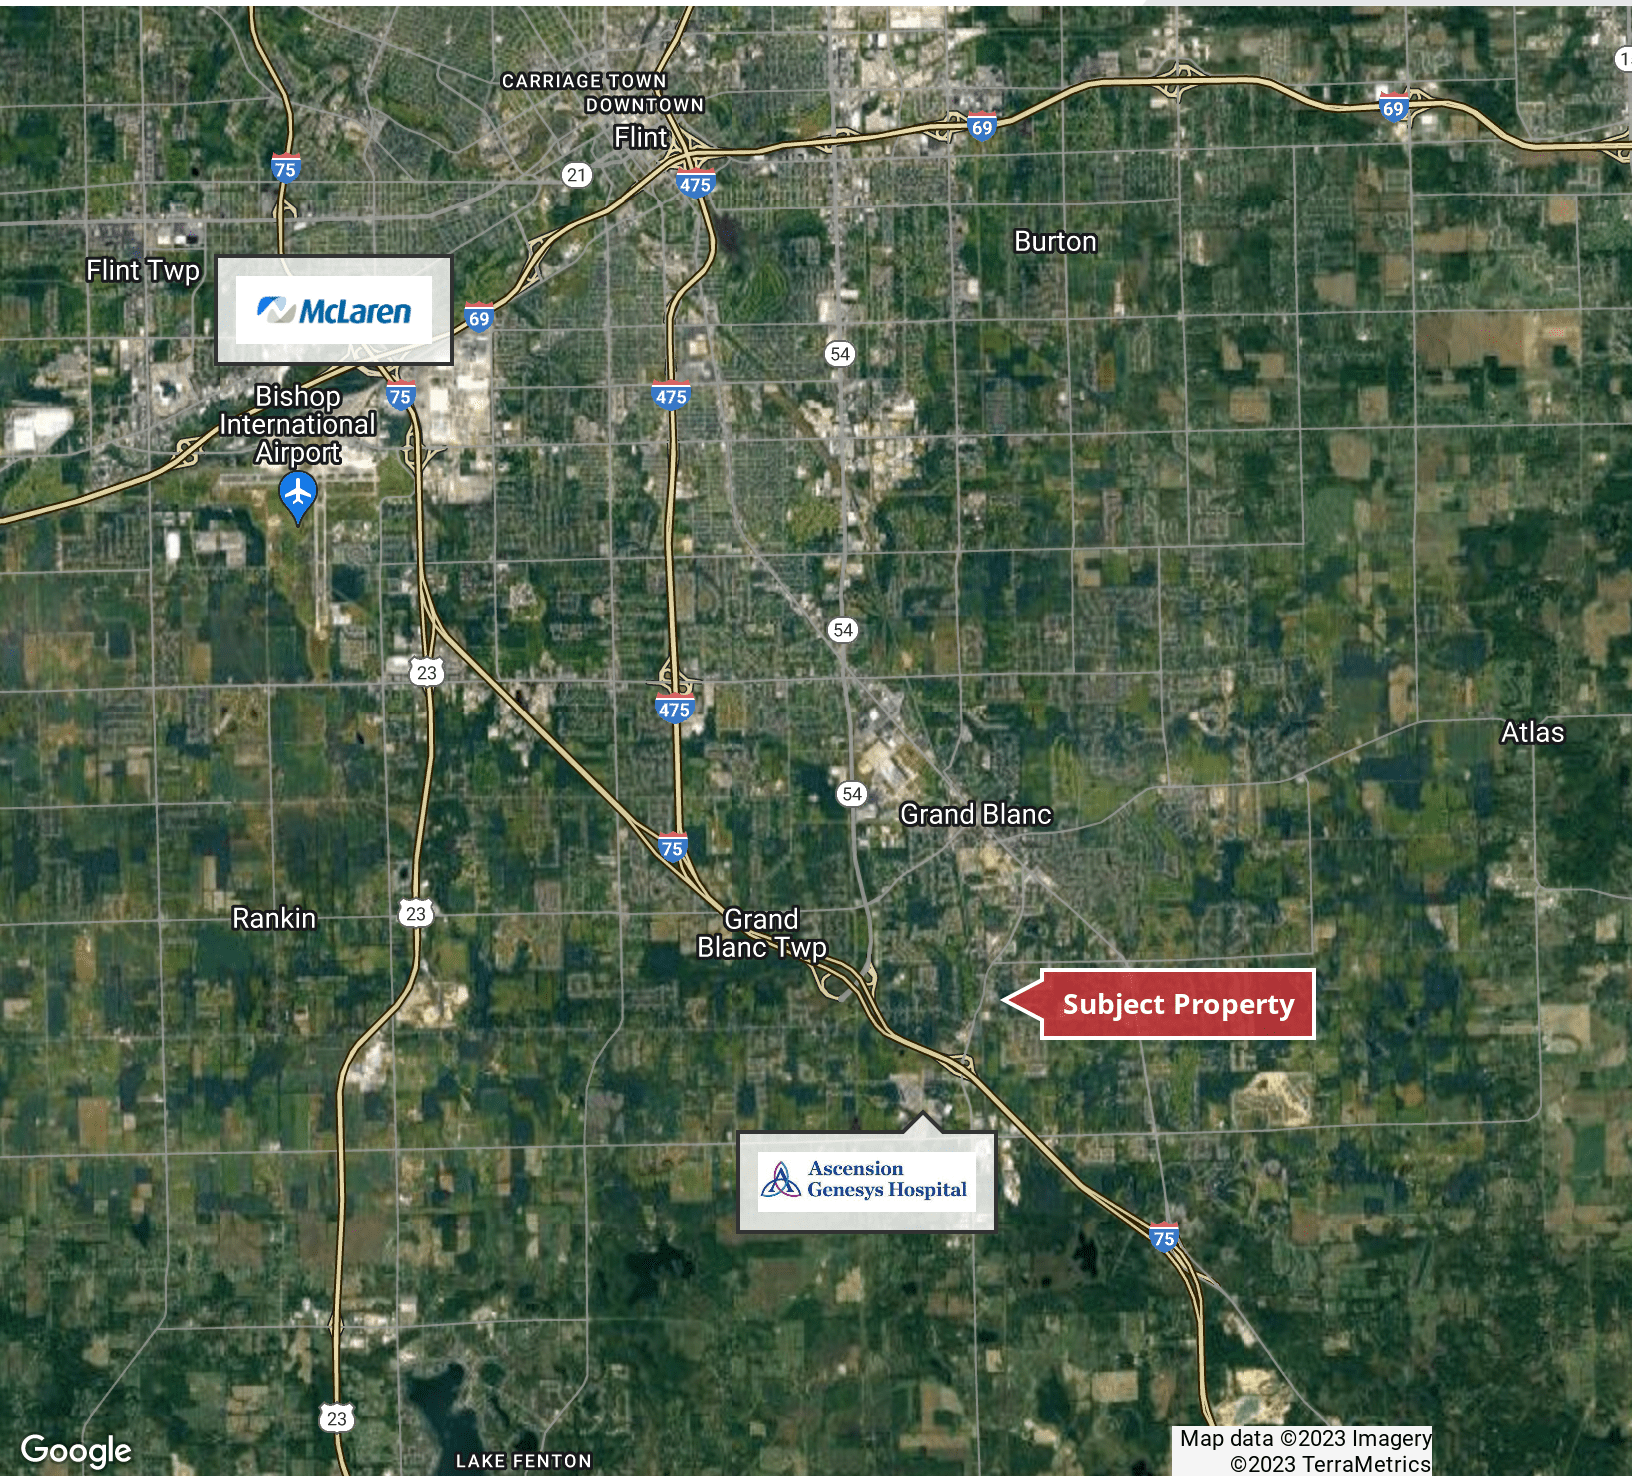 CARRIAGE TOWN
DOWNTOWN
Flint
69
69
75
21
475
Burton
Flint Twp
McLaren
69
54
75
475
Bishop
International
Airport
54
23
475
Atlas
54
Grand Blanc
75
Rankin
23
Grand
Blanc Twp
Subject Property
Ascension
Genesys Hospital
75
23
Google
LAKE FENTON
Map data ©2023 Imagery
©2023 TerraMetrics